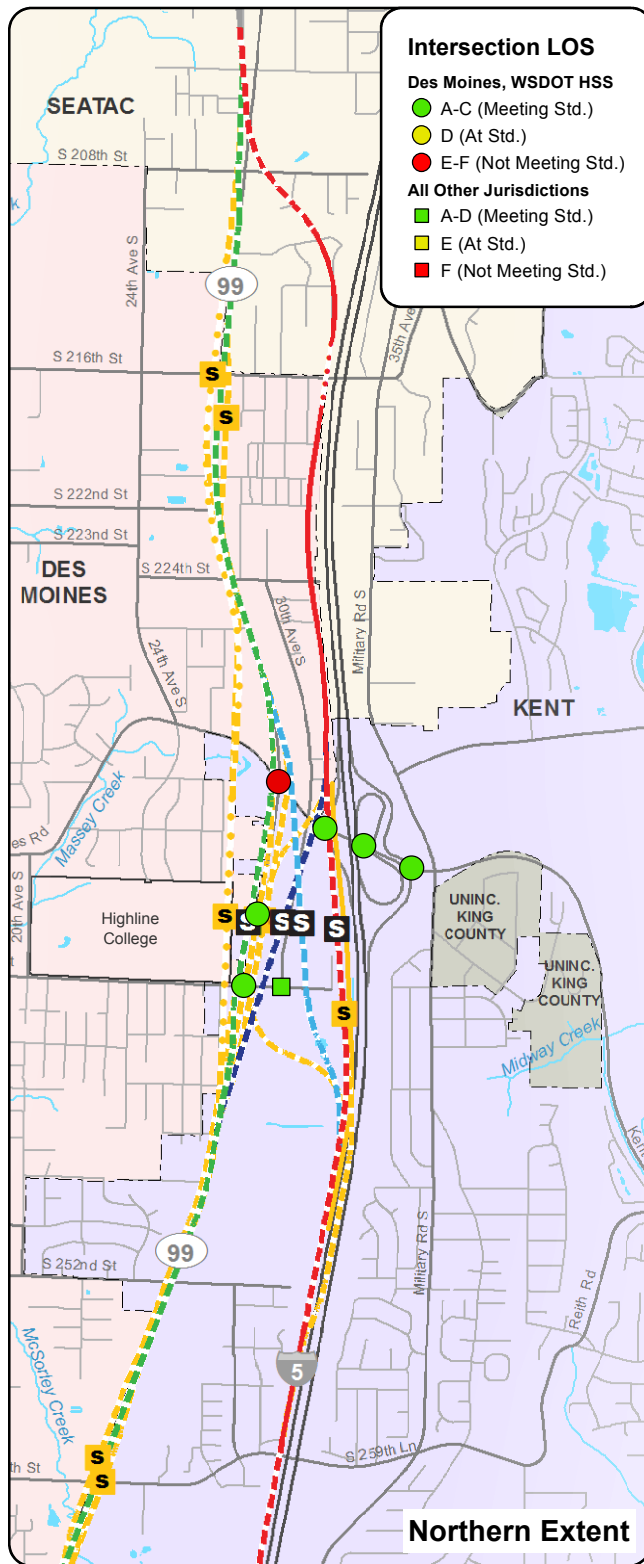 Intersection LOS
Des Moines, WSDOT HSS
A-C (Meeting Std.)
D (At Std.)
E-F (Not Meeting Std.)
All Other Jurisdictions
A-D (Meeting Std.)
E (At Std.)
F (Not Meeting Std.)
SEATAC
S 208th St
24th Ave S
99
35th Ave
S 216th St
S
S
S 222nd St
S 223rd St
S 224th St
DES
MOINES
30th Ave S
Military Rd S
24th Ave S
KENT
Massey Creek
es Rd
20th Ave S
Highline
College
S
S
S
S
S
UNINC.
KING
COUNTY
UNINC.
KING
COUNTY
S
Midway Creek
Military Rd S
99
S 252nd St
Reith Rd
McSorley Creek
5
S 259th Ln
th St
S
S
Northern Extent